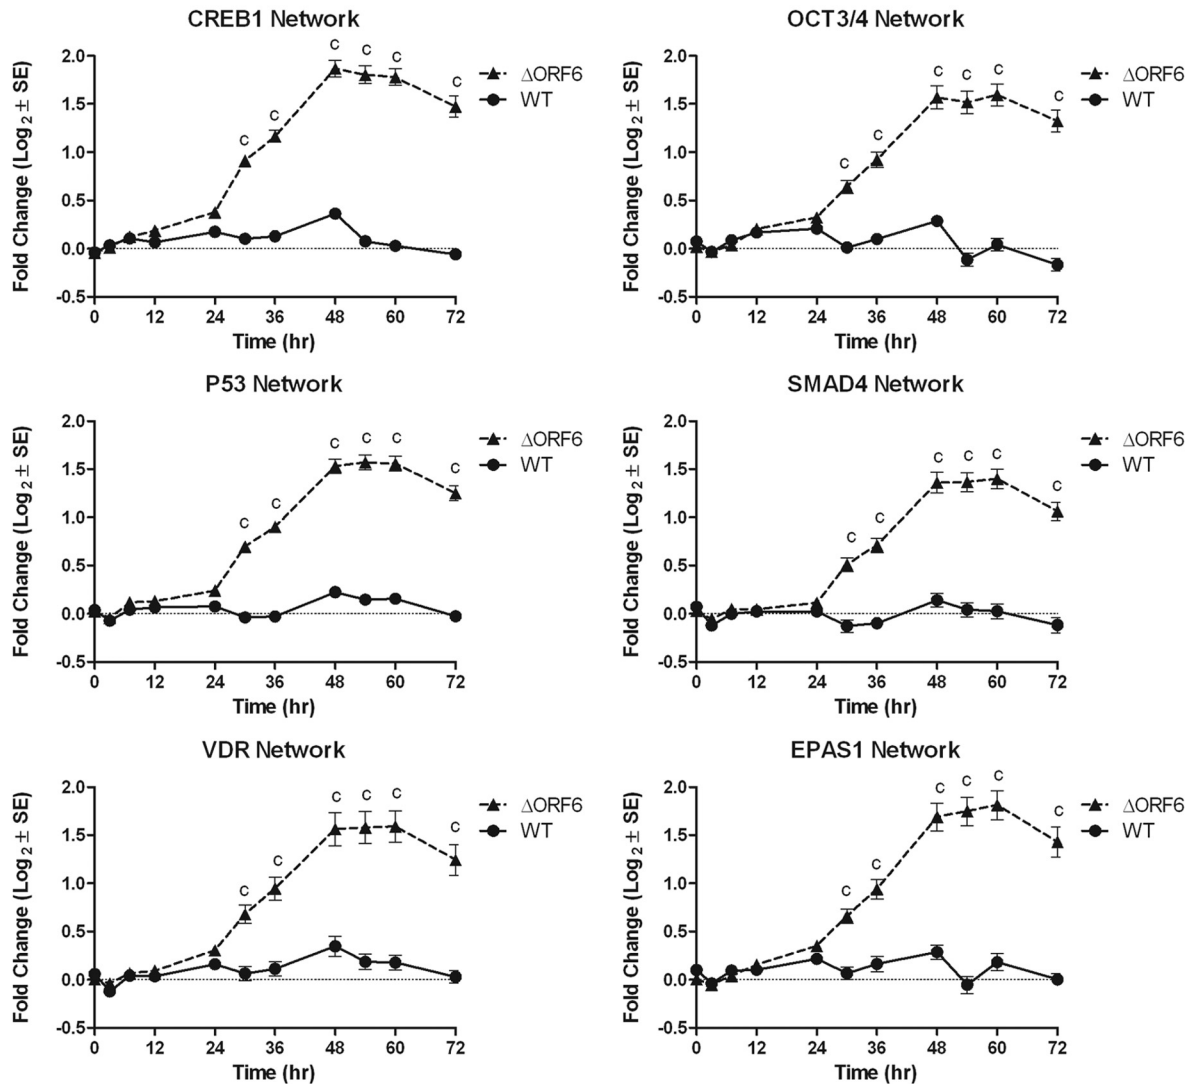 CREB1 Network
c c c c
c c
2.0
1.5
1.0
0.5
0.0
-0.5
Fold Change (Log2 ± SE)
0 12 24 36 48 60 72
Time (hr)
ΔORF6
WT
OCT3/4 Network
c c c c
c c
2.0
1.5
1.0
0.5
0.0
-0.5
Fold Change (Log2 ± SE)
0 12 24 36 48 60 72
Time (hr)
ΔORF6
WT
P53 Network
c c c c
c c
2.0
1.5
1.0
0.5
0.0
-0.5
Fold Change (Log2 ± SE)
0 12 24 36 48 60 72
Time (hr)
ΔORF6
WT
SMAD4 Network
c c c c
c c
2.0
1.5
1.0
0.5
0.0
-0.5
Fold Change (Log2 ± SE)
0 12 24 36 48 60 72
Time (hr)
ΔORF6
WT
VDR Network
c c c c
c c
2.0
1.5
1.0
0.5
0.0
-0.5
Fold Change (Log2 ± SE)
0 12 24 36 48 60 72
Time (hr)
ΔORF6
WT
EPAS1 Network
c c c c
c c
2.0
1.5
1.0
0.5
0.0
-0.5
Fold Change (Log2 ± SE)
0 12 24 36 48 60 72
Time (hr)
ΔORF6
WT